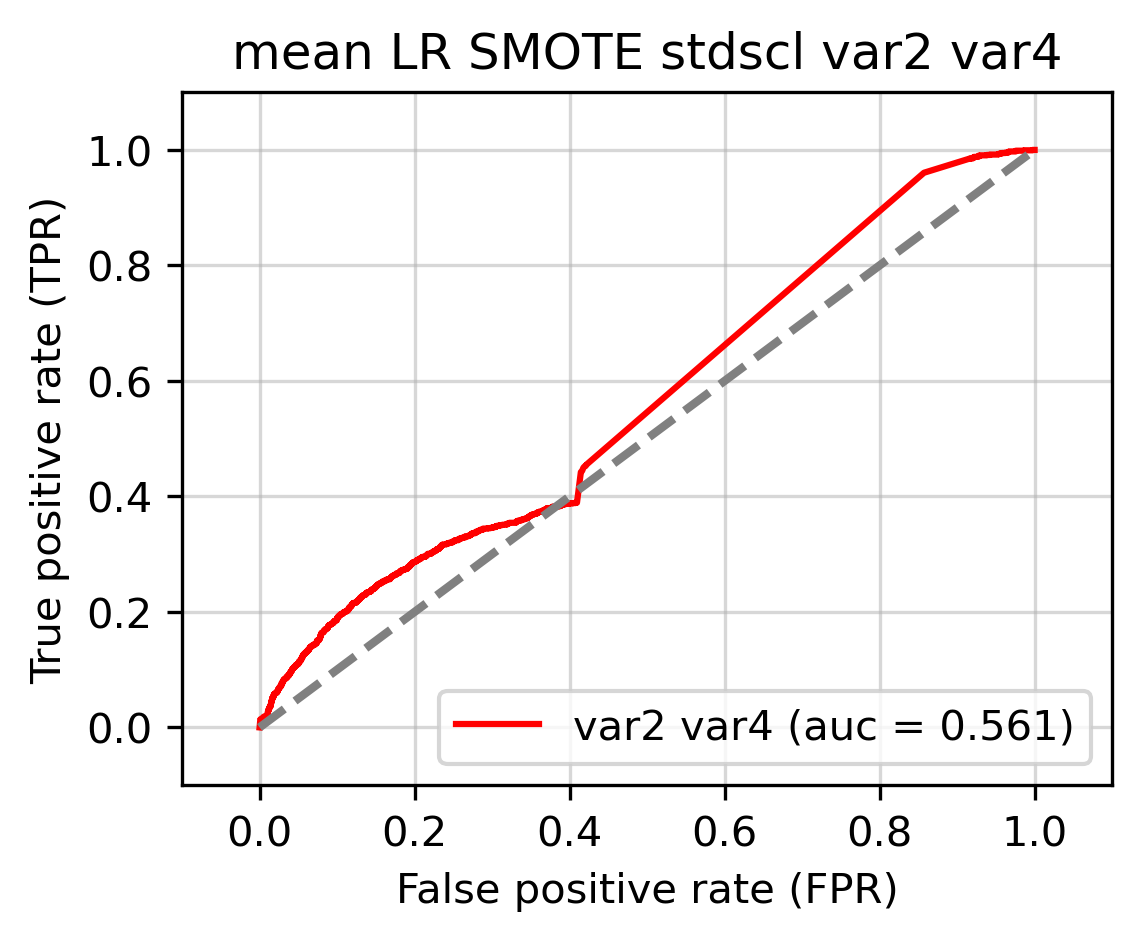 mean LR SMOTE stdscl var2 var4
True positive rate (TPR)
1.0
0.8
0.6
0.4
0.2
0.0
var2 var4 (auc = 0.561)
0.0 0.2 0.4 0.6 0.8 1.0
False positive rate (FPR)